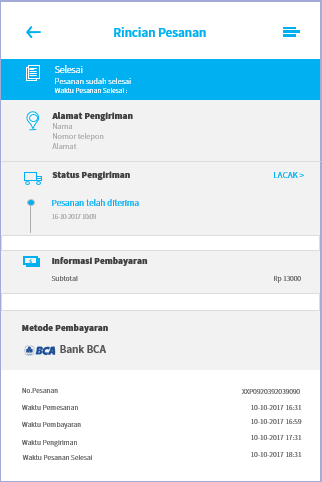 Rincian Pesanan
Selesai
Pesanan sudah selesai
Waktu Pesanan Selesai :
Alamat Pengiriman
Nama
Nomor telepon
Alamat
Status Pengiriman
LACAK >
Pesanan telah diterima
16-10-2017
Informasi Pembayaran
Subtotal
Rp 13000
Metode Pembayaran
BCA Bank BCA
No.Pesanan
XXP0920392039090
Waktu Pemesanan
10-10-2017 16:31
Waktu Pembayaran
10-10-2017 16:59
Waktu Pengiriman
10-10-2017 17:31
Waktu Pesanan Selesai
10-10-2017 18:31